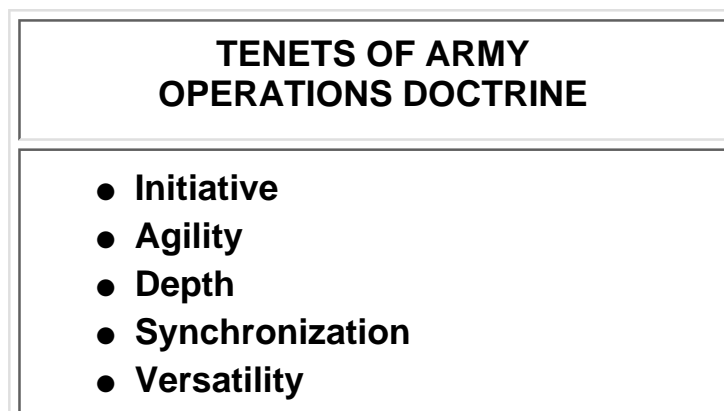 TENETS OF ARMY
OPERATIONS DOCTRINE
● Initiative
● Agility
● Depth
● Synchronization
● Versatility